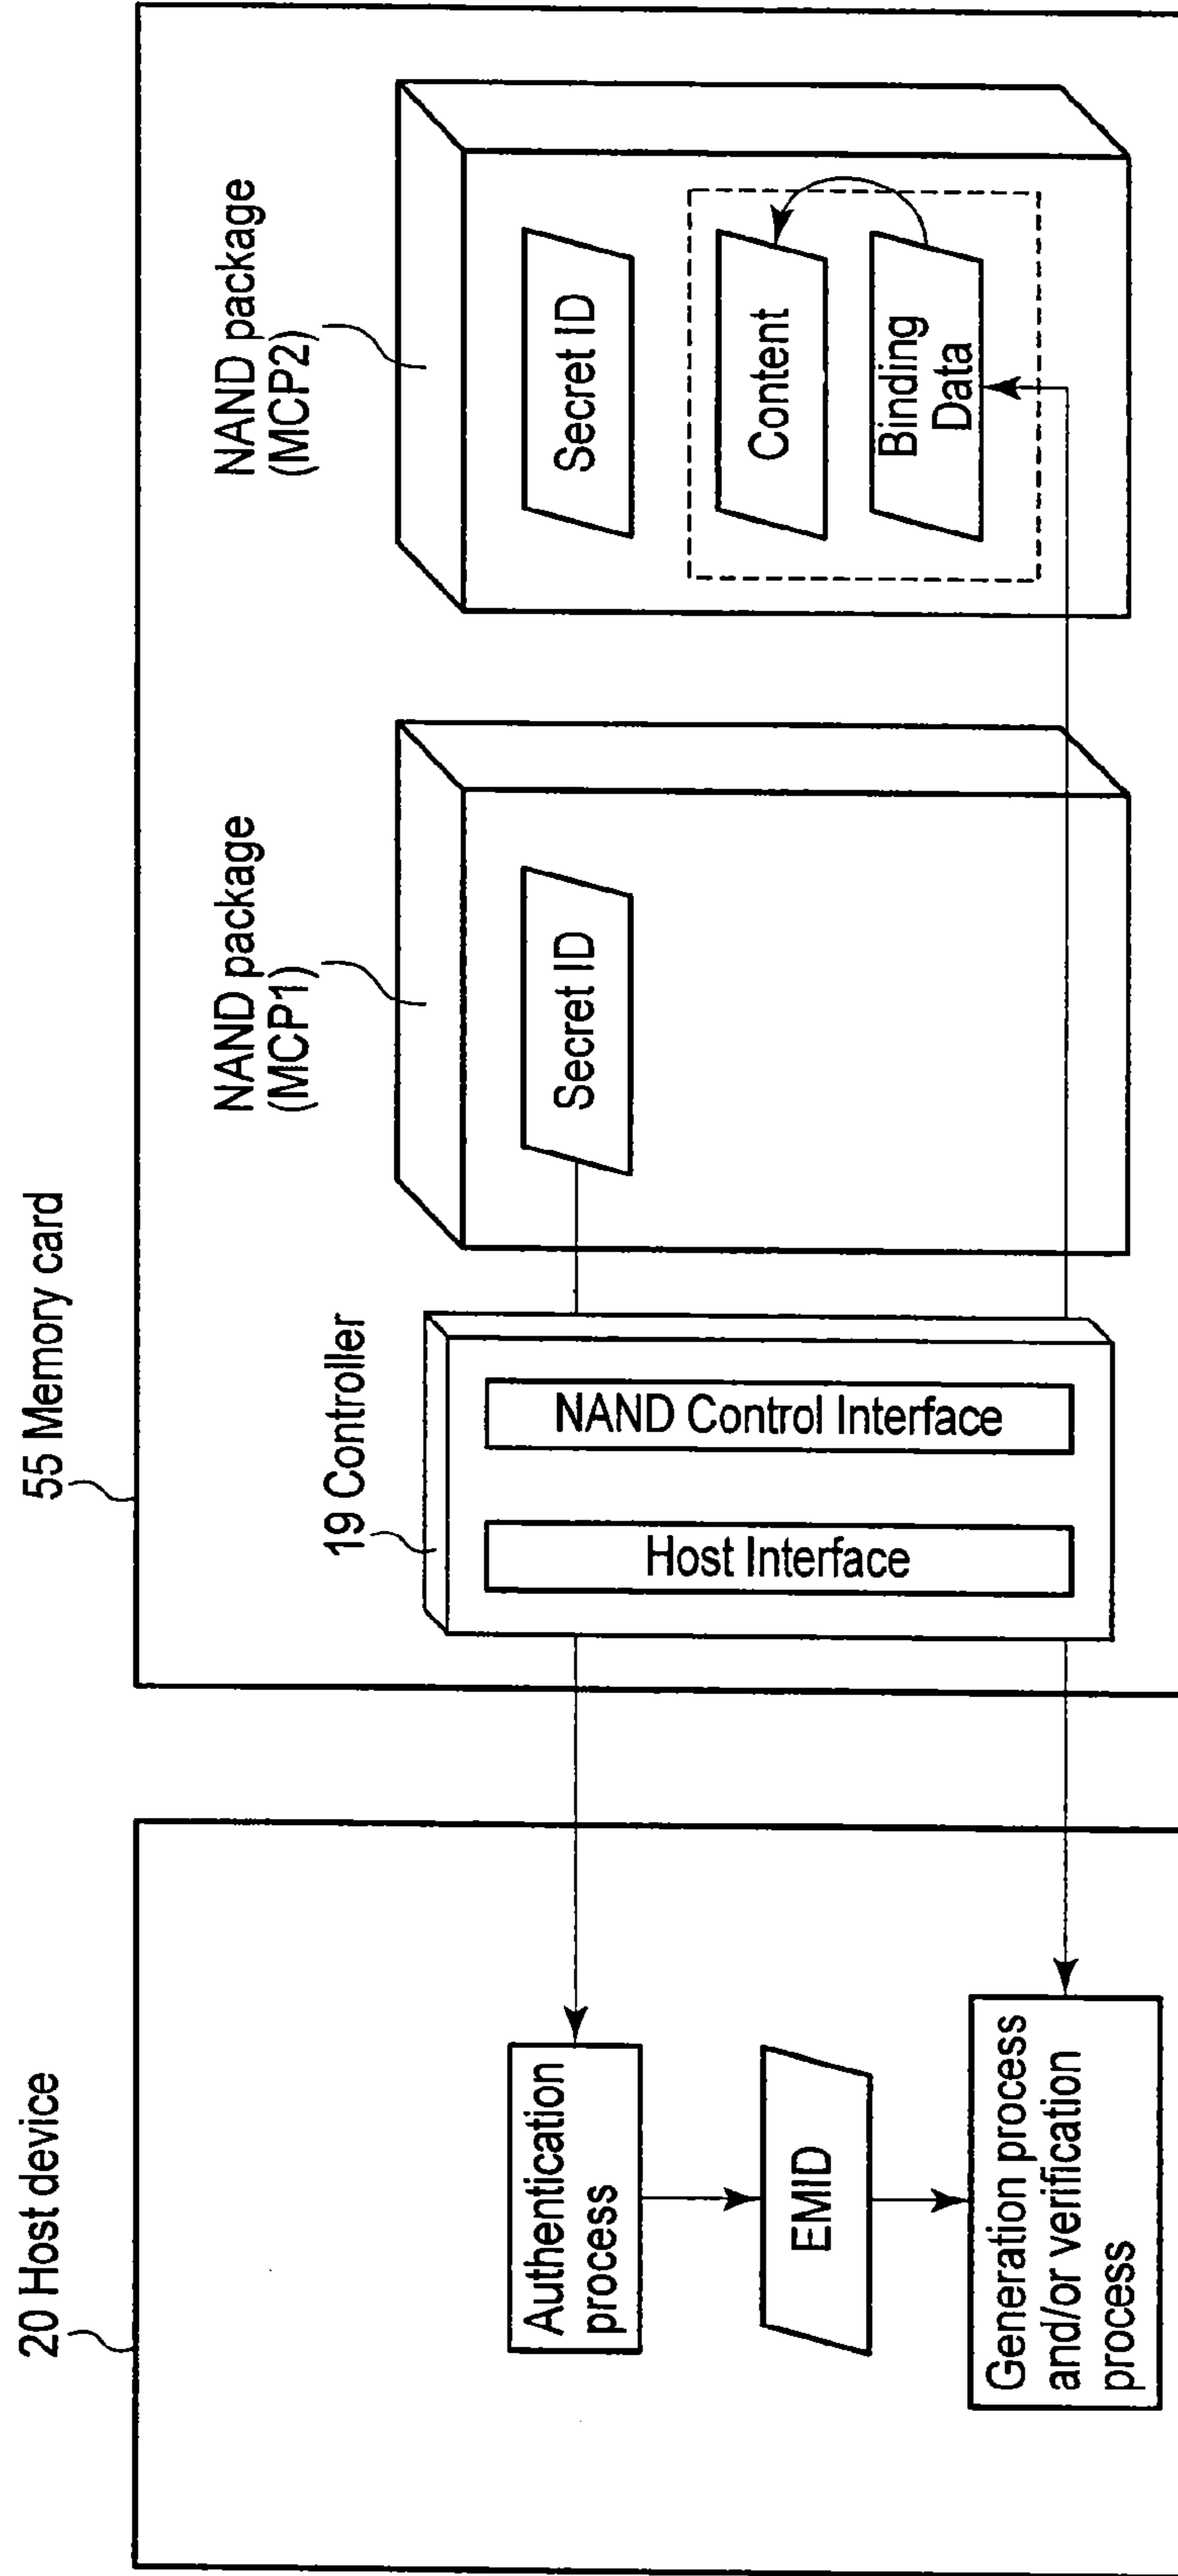 20 Host device
Authentication
process
EMID
Generation process
and/or verification
process
55 Memory card
19 Controller
Host Interface
NAND Control Interface
NAND package
(MCP1)
Secret ID
NAND package
(MCP2)
Secret ID
Content
Binding
Data